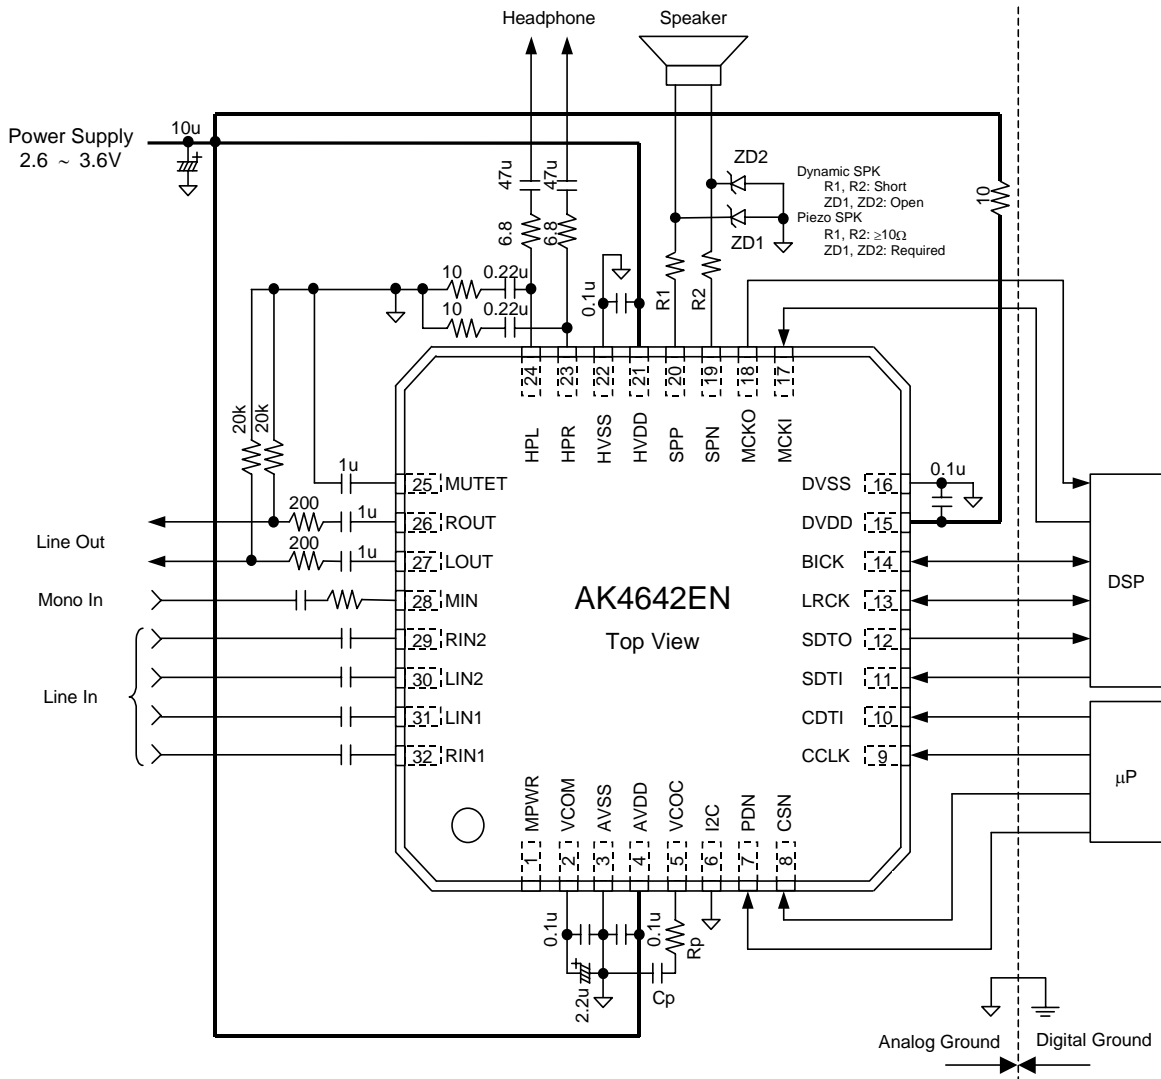 Headphone
Speaker
Power Supply
2.6 ~ 3.6V
10u
+
47u
47u
6.8
6.8
ZD2
ZD1
Dynamic SPK
R1, R2: Short
ZD1, ZD2: Open
Piezo SPK
R1, R2: ≥10Ω
ZD1, ZD2: Required
10
10
0.22u
10
0.22u
0.1u
R1
R2
24
23
22
21
20
19
18
17
HPL
HPR
HVSS
HVDD
SPP
SPN
MCKO
MCKI
20k
20k
1u
25
MUTET
200
1u
26
ROUT
200
1u
27
LOUT
Line Out
Mono In
28
MIN
29
RIN2
30
LIN2
Line In
31
LIN1
32
RIN1
AK4642EN
Top View
0.1u
DVSS
16
DVDD
15
BICK
14
LRCK
13
SDTO
12
SDTI
11
CDTI
10
CCLK
9
DSP
µP
MPWR
VCOM
AVSS
AVDD
VCOC
I2C
PDN
CSN
1
2
3
4
5
6
7
8
0.1u
0.1u
Rp
+
2.2u
Cp
Analog Ground
Digital Ground